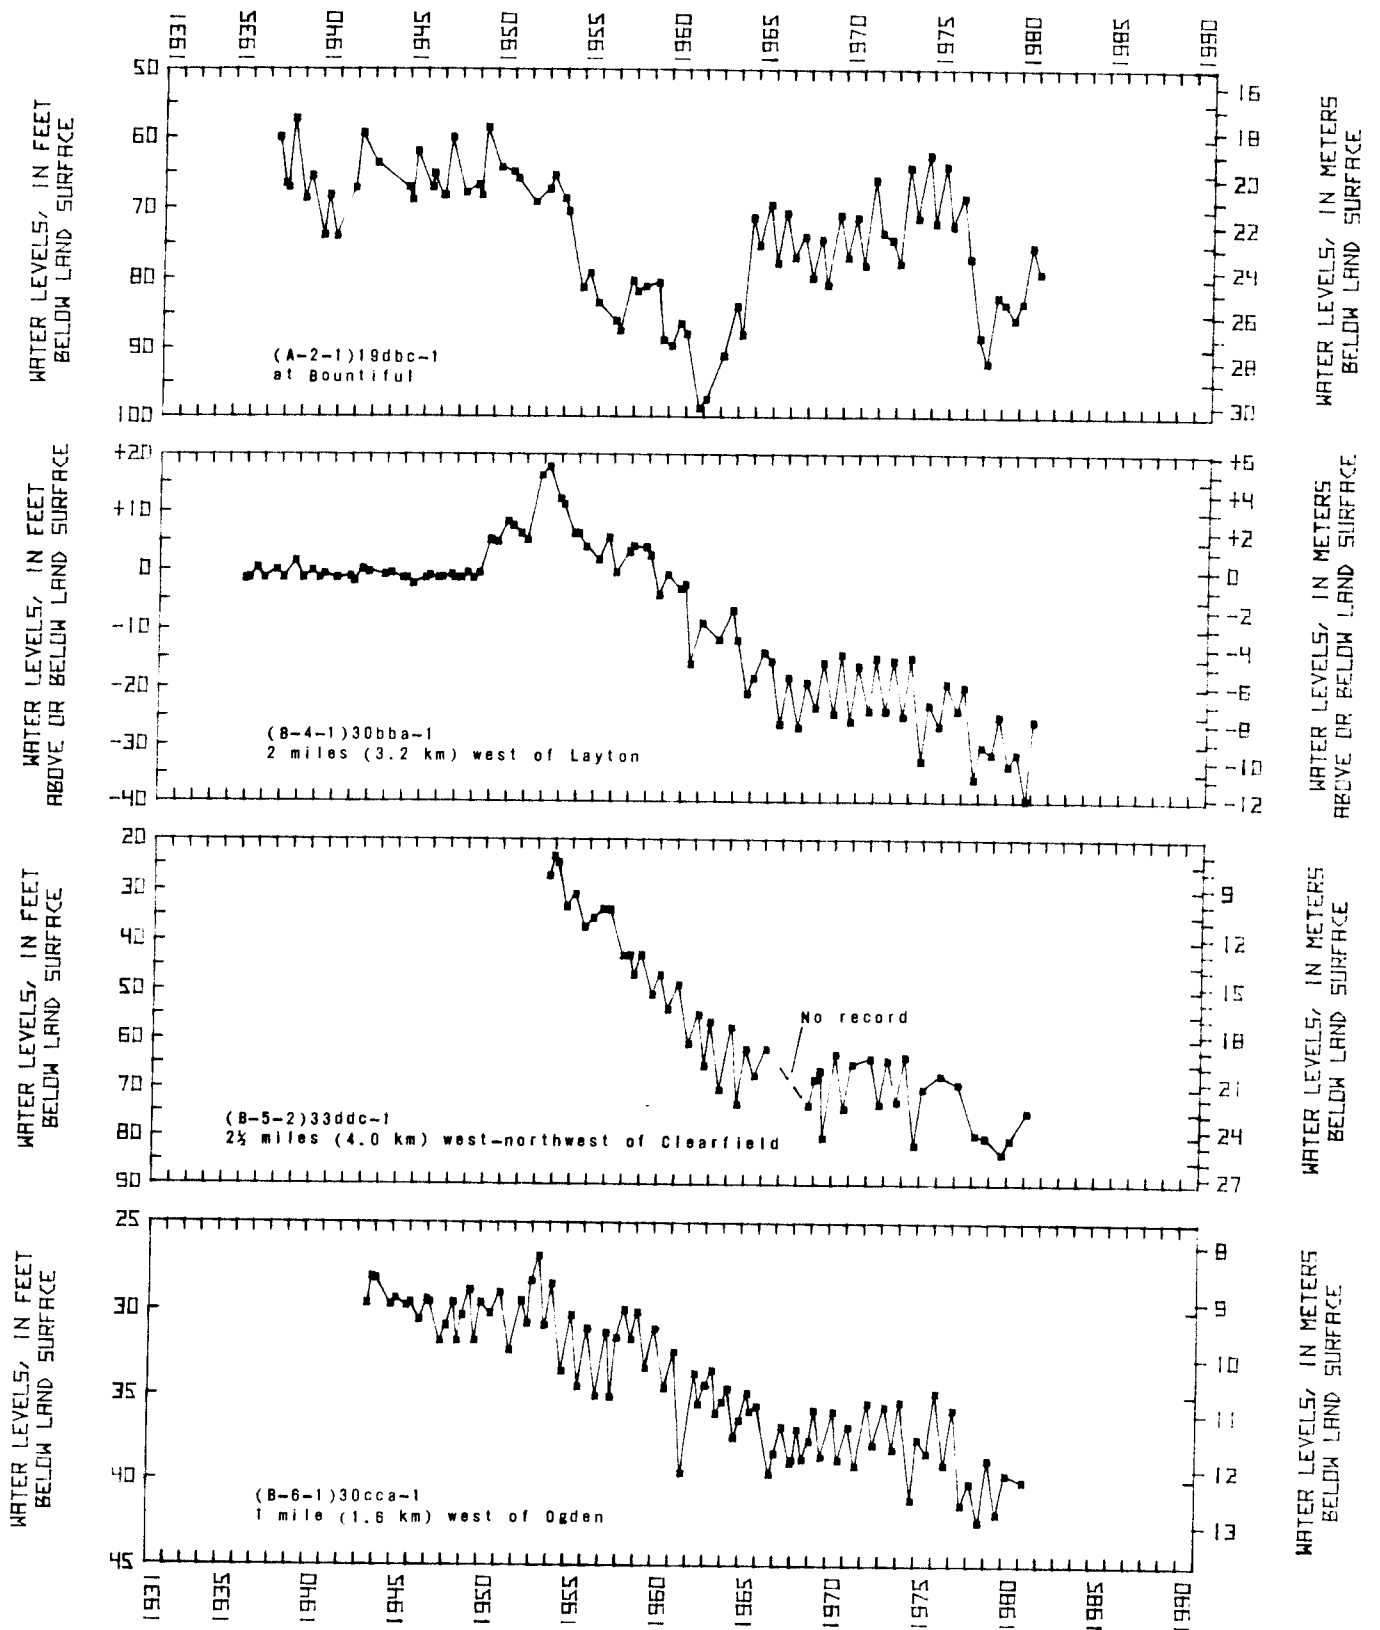 1931 1935 1940 1945 1950 1955 1960 1965 1970 1975 1980 1985 1990
WATER LEVELS, IN FEET
BELOW LAND SURFACE
50
60
70
80
90
100
(A-2-1)19dbc-1
at Bountiful
16
18
20
22
24
26
28
30
WATER LEVELS, IN METERS
BELOW LAND SURFACE
WATER LEVELS, IN FEET
ABOVE OR BELOW LAND SURFACE
+20
+10
0
-10
-20
-30
-40
(B-4-1)30bba-1
2 miles (3.2 km) west of Layton
+6
+4
+2
0
-2
-4
-6
-8
-10
-12
WATER LEVELS, IN METERS
ABOVE OR BELOW LAND SURFACE
WATER LEVELS, IN FEET
BELOW LAND SURFACE
20
30
40
50
60
70
80
90
No record
(B-5-2)33ddc-1
2½ miles (4.0 km) west-northwest of Clearfield
9
12
15
18
21
24
27
WATER LEVELS, IN METERS
BELOW LAND SURFACE
WATER LEVELS, IN FEET
BELOW LAND SURFACE
25
30
35
40
45
(B-6-1)30cca-1
1 mile (1.6 km) west of Ogden
8
9
10
11
12
13
WATER LEVELS, IN METERS
BELOW LAND SURFACE
1931 1935 1940 1945 1950 1955 1960 1965 1970 1975 1980 1985 1990